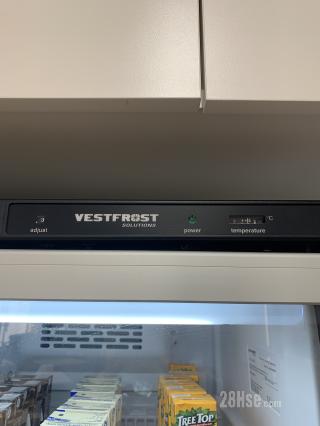 VESTFROST
SOLUTIONS
adjust
power
temperature
°C
TREE TOP
28Hse.com